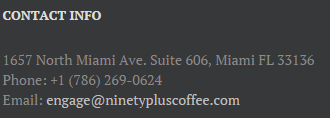 CONTACT INFO
1657 North Miami Ave. Suite 606, Miami FL 33136
Phone: +1 (786) 269-0624
Email: engage@ninetypluscoffee.com